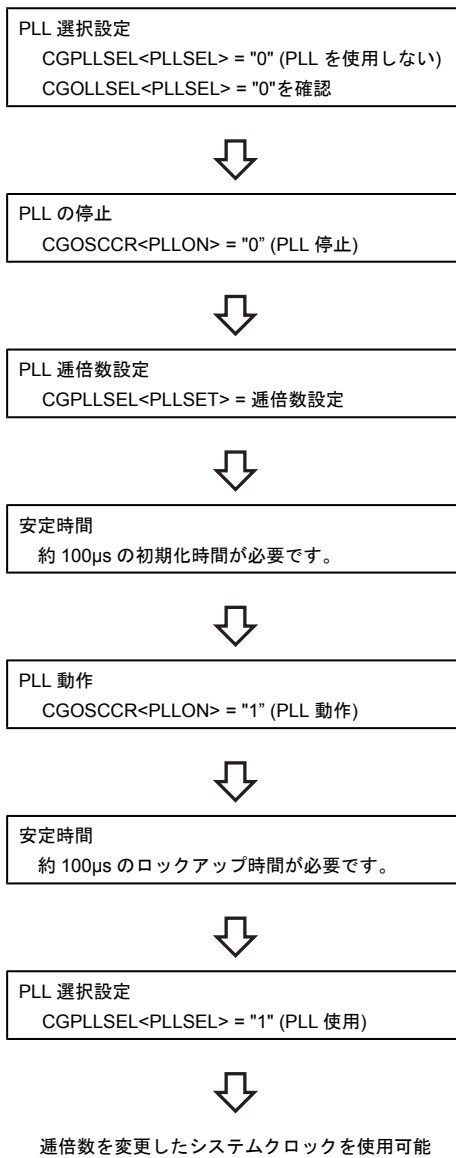 PLL 選択設定
CGPLLSEL<PLLSEL> = "0" (PLL を使用しない)
CGOLLSEL<PLLSEL> = "0"を確認
PLL の停止
CGOSCCR<PLLON> = "0” (PLL 停止)
PLL 逓倍数設定
CGPLLSEL<PLLSET> = 逓倍数設定
安定時間
約 100μs の初期化時間が必要です。
PLL 動作
CGOSCCR<PLLON> = "1” (PLL 動作)
安定時間
約 100μs のロックアップ時間が必要です。
PLL 選択設定
CGPLLSEL<PLLSEL> = "1" (PLL 使用)
逓倍数を変更したシステムクロックを使用可能